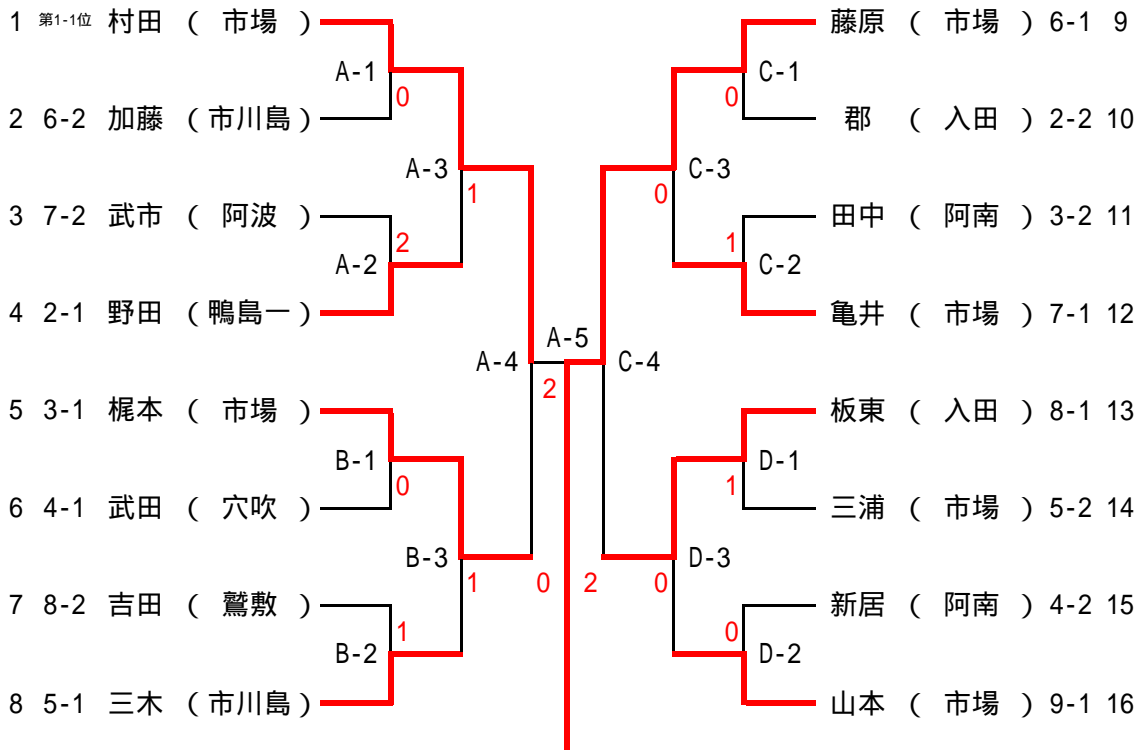 1 第1-1位 村田 （ 市場 ）
藤原 （ 市場 ） 6-1 9
A-1
C-1
0
0
2 6-2 加藤 （市川島）
郡 （ 入田 ） 2-2 10
A-3
C-3
1
0
3 7-2 武市 （ 阿波 ）
田中 （ 阿南 ） 3-2 11
2
1
A-2
C-2
4 2-1 野田 （鴨島一）
亀井 （ 市場 ） 7-1 12
A-5
A-4
C-4
2
5 3-1 梶本 （ 市場 ）
板東 （ 入田 ） 8-1 13
B-1
D-1
0
1
6 4-1 武田 （ 穴吹 ）
三浦 （ 市場 ） 5-2 14
B-3
D-3
1 0 2 0
7 8-2 吉田 （ 鷲敷 ）
新居 （ 阿南 ） 4-2 15
1
0
B-2
D-2
8 5-1 三木 （市川島）
山本 （ 市場 ） 9-1 16